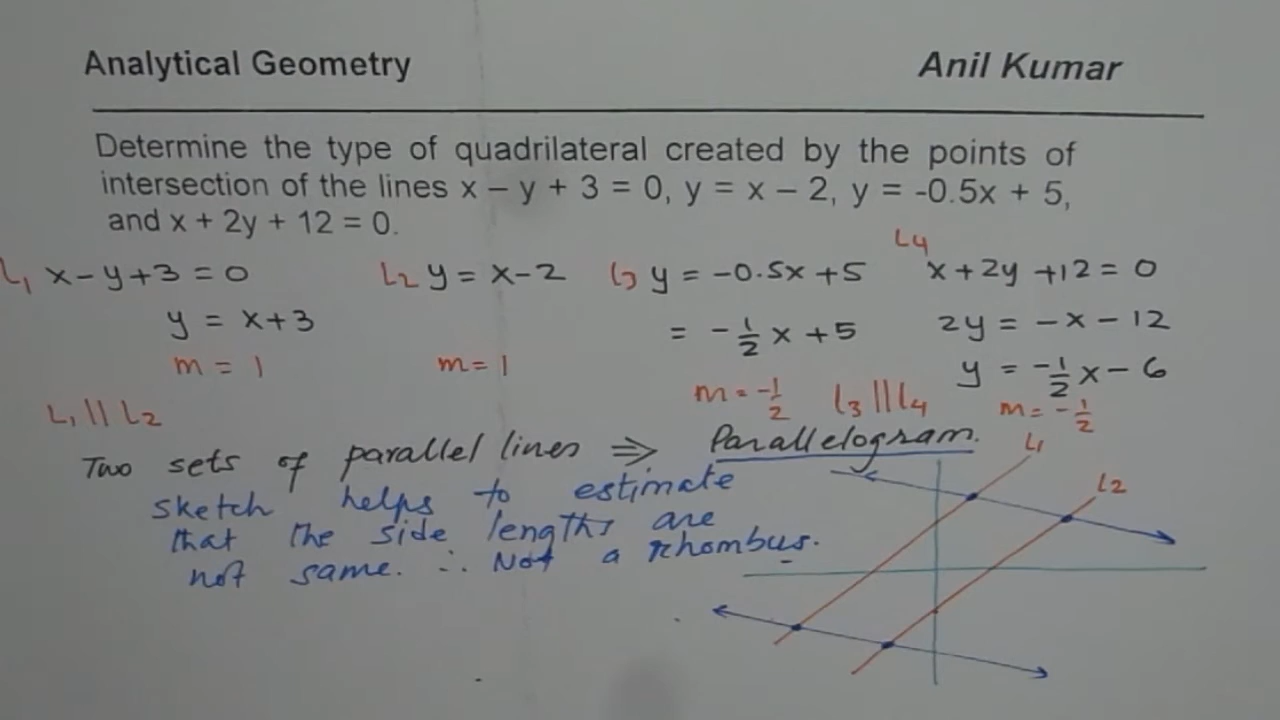 Analytical Geometry Anil Kumar
Determine the type of quadrilateral created by the points of
intersection of the lines x – y + 3 = 0, y = x – 2, y = -0.5x + 5,
and x + 2y + 12 = 0.
L₁ x - y + 3 = 0 L₂ y = x - 2 l₃ y = -0.5x + 5 L₄ x + 2y + 12 = 0
y = x + 3 = -½x + 5 2y = -x - 12
m = 1 m = 1 m = -½ l₃ || l₄ y = -½x - 6
m = -½
L₁ || L₂
Two sets of parallel lines ⇒ Parallelogram.
sketch helps to estimate
that the side lengths are
not same. ∴ Not a rhombus.
L₁
L2